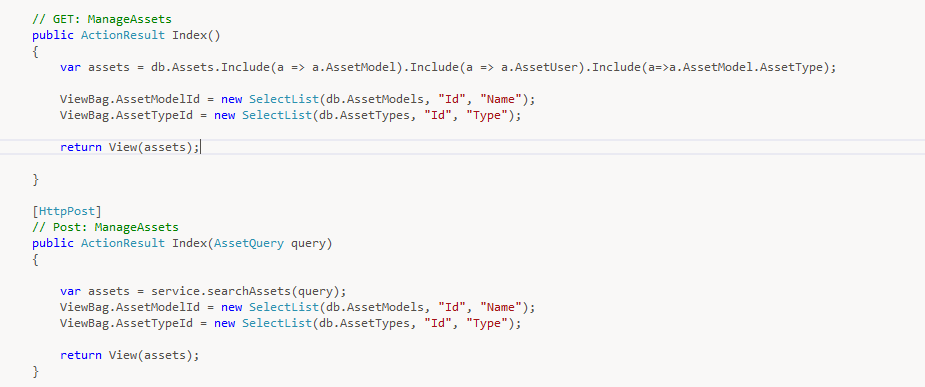 // GET: ManageAssets
public ActionResult Index()
{
var assets = db.Assets.Include(a => a.AssetModel).Include(a => a.AssetUser).Include(a=>a.AssetModel.AssetType);
ViewBag.AssetModelId = new SelectList(db.AssetModels, "Id", "Name");
ViewBag.AssetTypeId = new SelectList(db.AssetTypes, "Id", "Type");
return View(assets);
}
[HttpPost]
// Post: ManageAssets
public ActionResult Index(AssetQuery query)
{
var assets = service.searchAssets(query);
ViewBag.AssetModelId = new SelectList(db.AssetModels, "Id", "Name");
ViewBag.AssetTypeId = new SelectList(db.AssetTypes, "Id", "Type");
return View(assets);
}